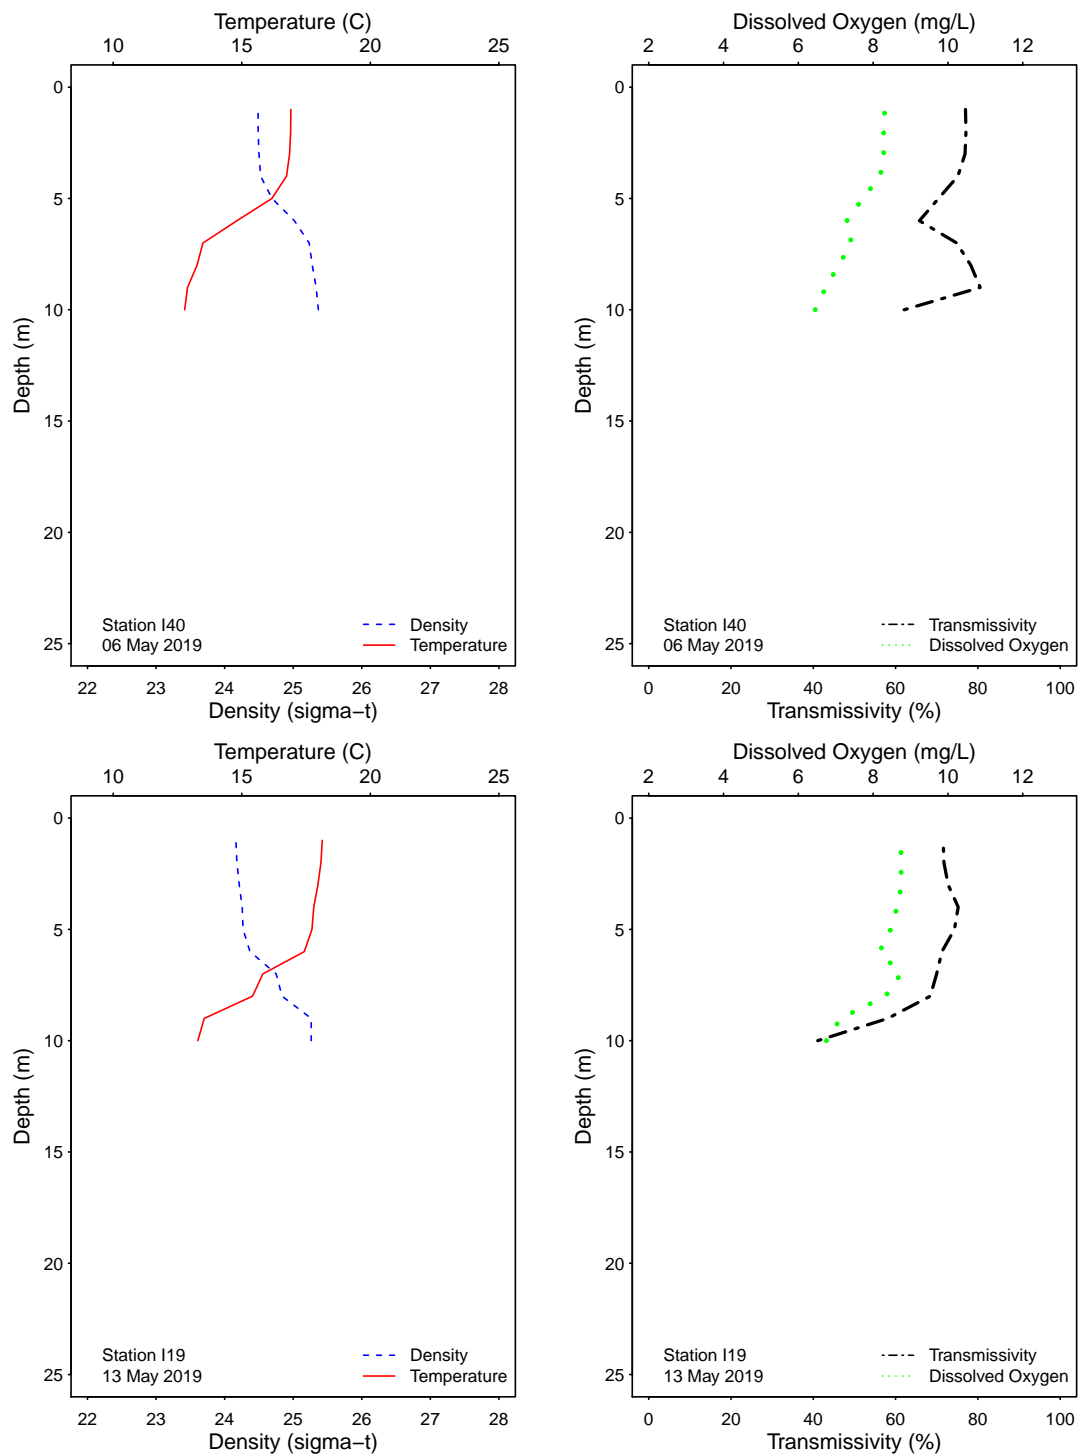 Temperature (C)
10 15 20 25
0
5
10
15
20
25
Depth (m)
Station I40
06 May 2019
Density
Temperature
22 23 24 25 26 27 28
Density (sigma−t)
Dissolved Oxygen (mg/L)
2 4 6 8 10 12
0
5
10
15
20
25
Depth (m)
Station I40
06 May 2019
Transmissivity
Dissolved Oxygen
0 20 40 60 80 100
Transmissivity (%)
Temperature (C)
10 15 20 25
0
5
10
15
20
25
Depth (m)
Station I19
13 May 2019
Density
Temperature
22 23 24 25 26 27 28
Density (sigma−t)
Dissolved Oxygen (mg/L)
2 4 6 8 10 12
0
5
10
15
20
25
Depth (m)
Station I19
13 May 2019
Transmissivity
Dissolved Oxygen
0 20 40 60 80 100
Transmissivity (%)